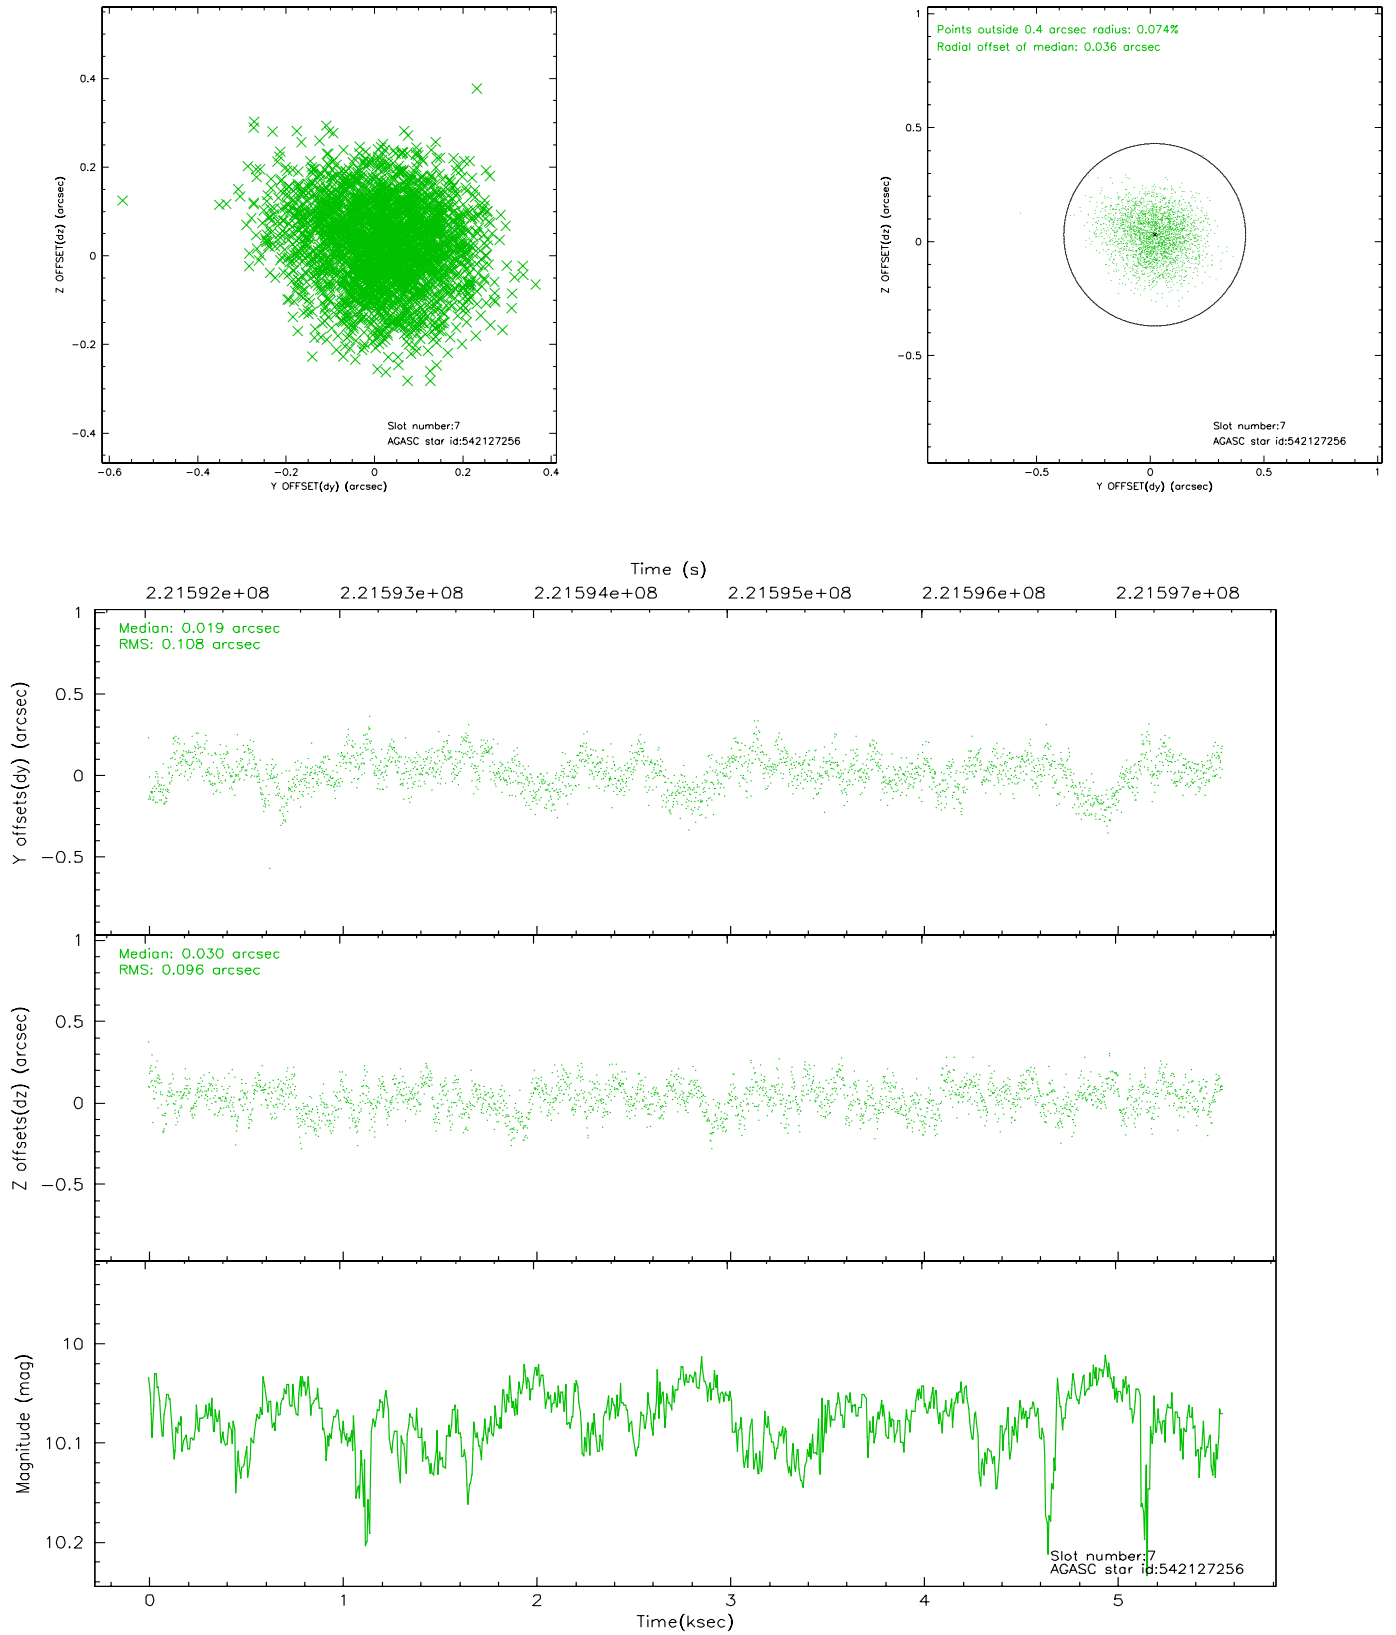 0.4
0.2
0
−0.2
−0.4
Z OFFSET(dz) (arcsec)
Slot number:7
AGASC star id:542127256
−0.6
−0.4
−0.2
0
0.2
0.4
Y OFFSET(dy) (arcsec)
Points outside 0.4 arcsec radius: 0.074%
Radial offset of median: 0.036 arcsec
1
0.5
0
−0.5
Z OFFSET(dz) (arcsec)
Slot number:7
AGASC star id:542127256
−0.5
0
0.5
1
Y OFFSET(dy) (arcsec)
Time (s)
2.21592e+08
2.21593e+08
2.21594e+08
2.21595e+08
2.21596e+08
2.21597e+08
Median: 0.019 arcsec
RMS: 0.108 arcsec
1
0.5
0
−0.5
Y offsets(dy) (arcsec)
Median: 0.030 arcsec
RMS: 0.096 arcsec
1
0.5
0
−0.5
Z offsets(dz) (arcsec)
10
10.1
10.2
Magnitude (mag)
Slot number:7
AGASC star id:542127256
0
1
2
3
4
5
Time(ksec)